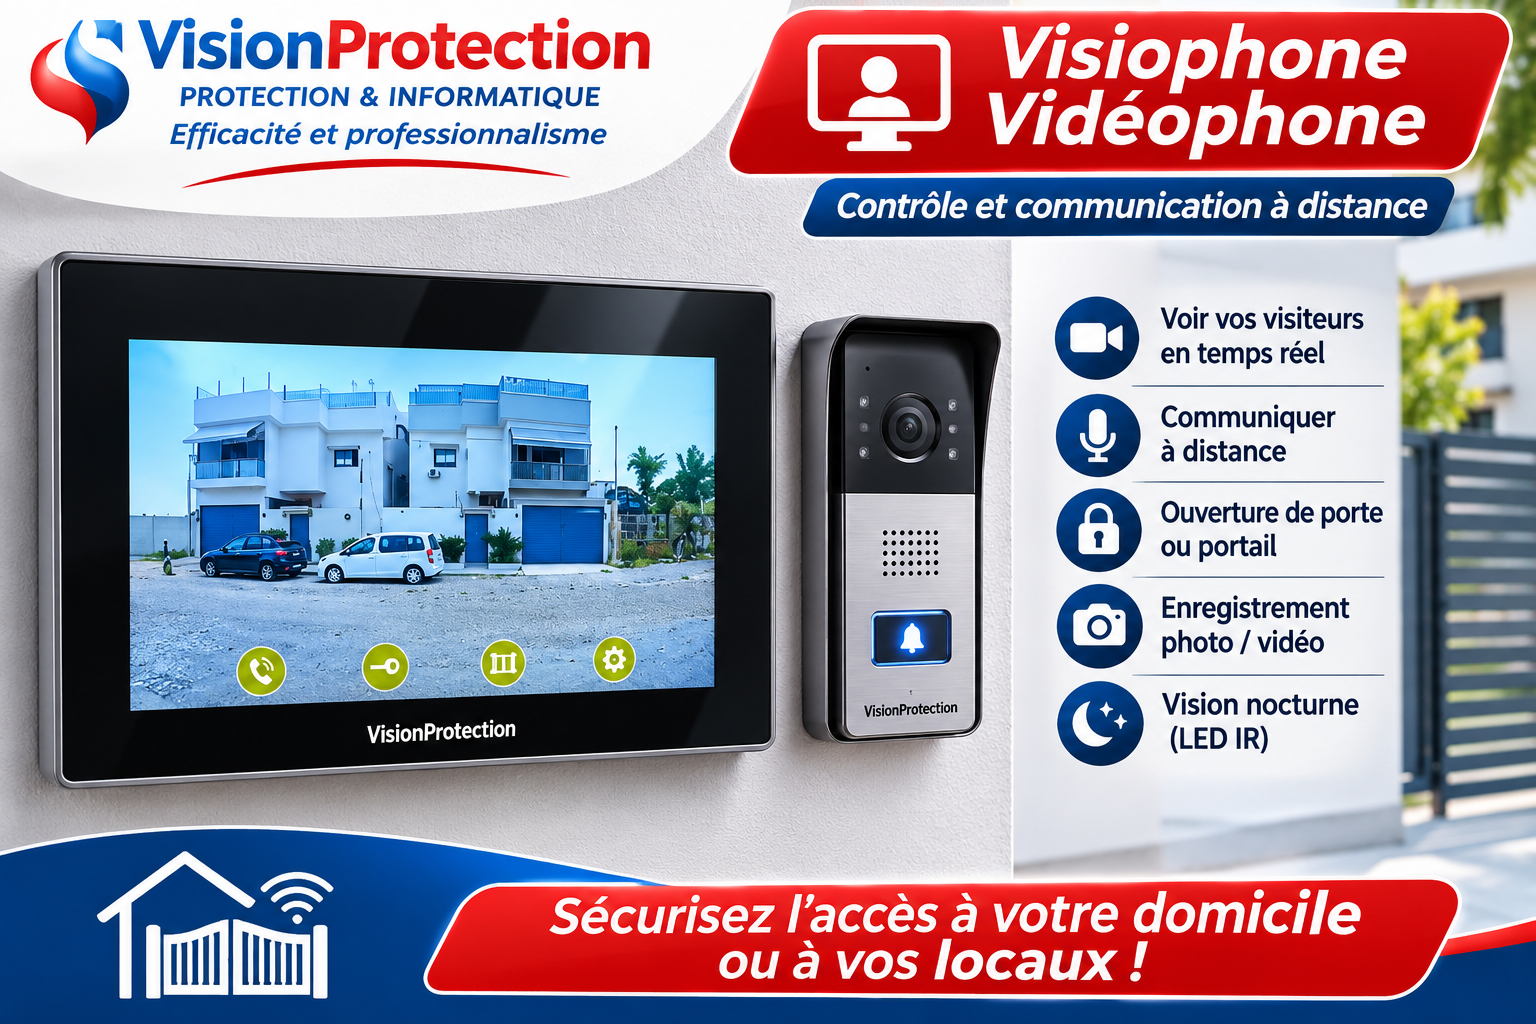 VisionProtection
PROTECTION & INFORMATIQUE
Efficacité et professionnalisme
Visiophone
Vidéophone
Contrôle et communication à distance
Voir vos visiteurs
en temps réel
Communiquer
à distance
Ouverture de porte
ou portail
Enregistrement
photo / vidéo
Vision nocturne
(LED IR)
VisionProtection
VisionProtection
Sécurisez l'accès à votre domicile
ou à vos locaux !